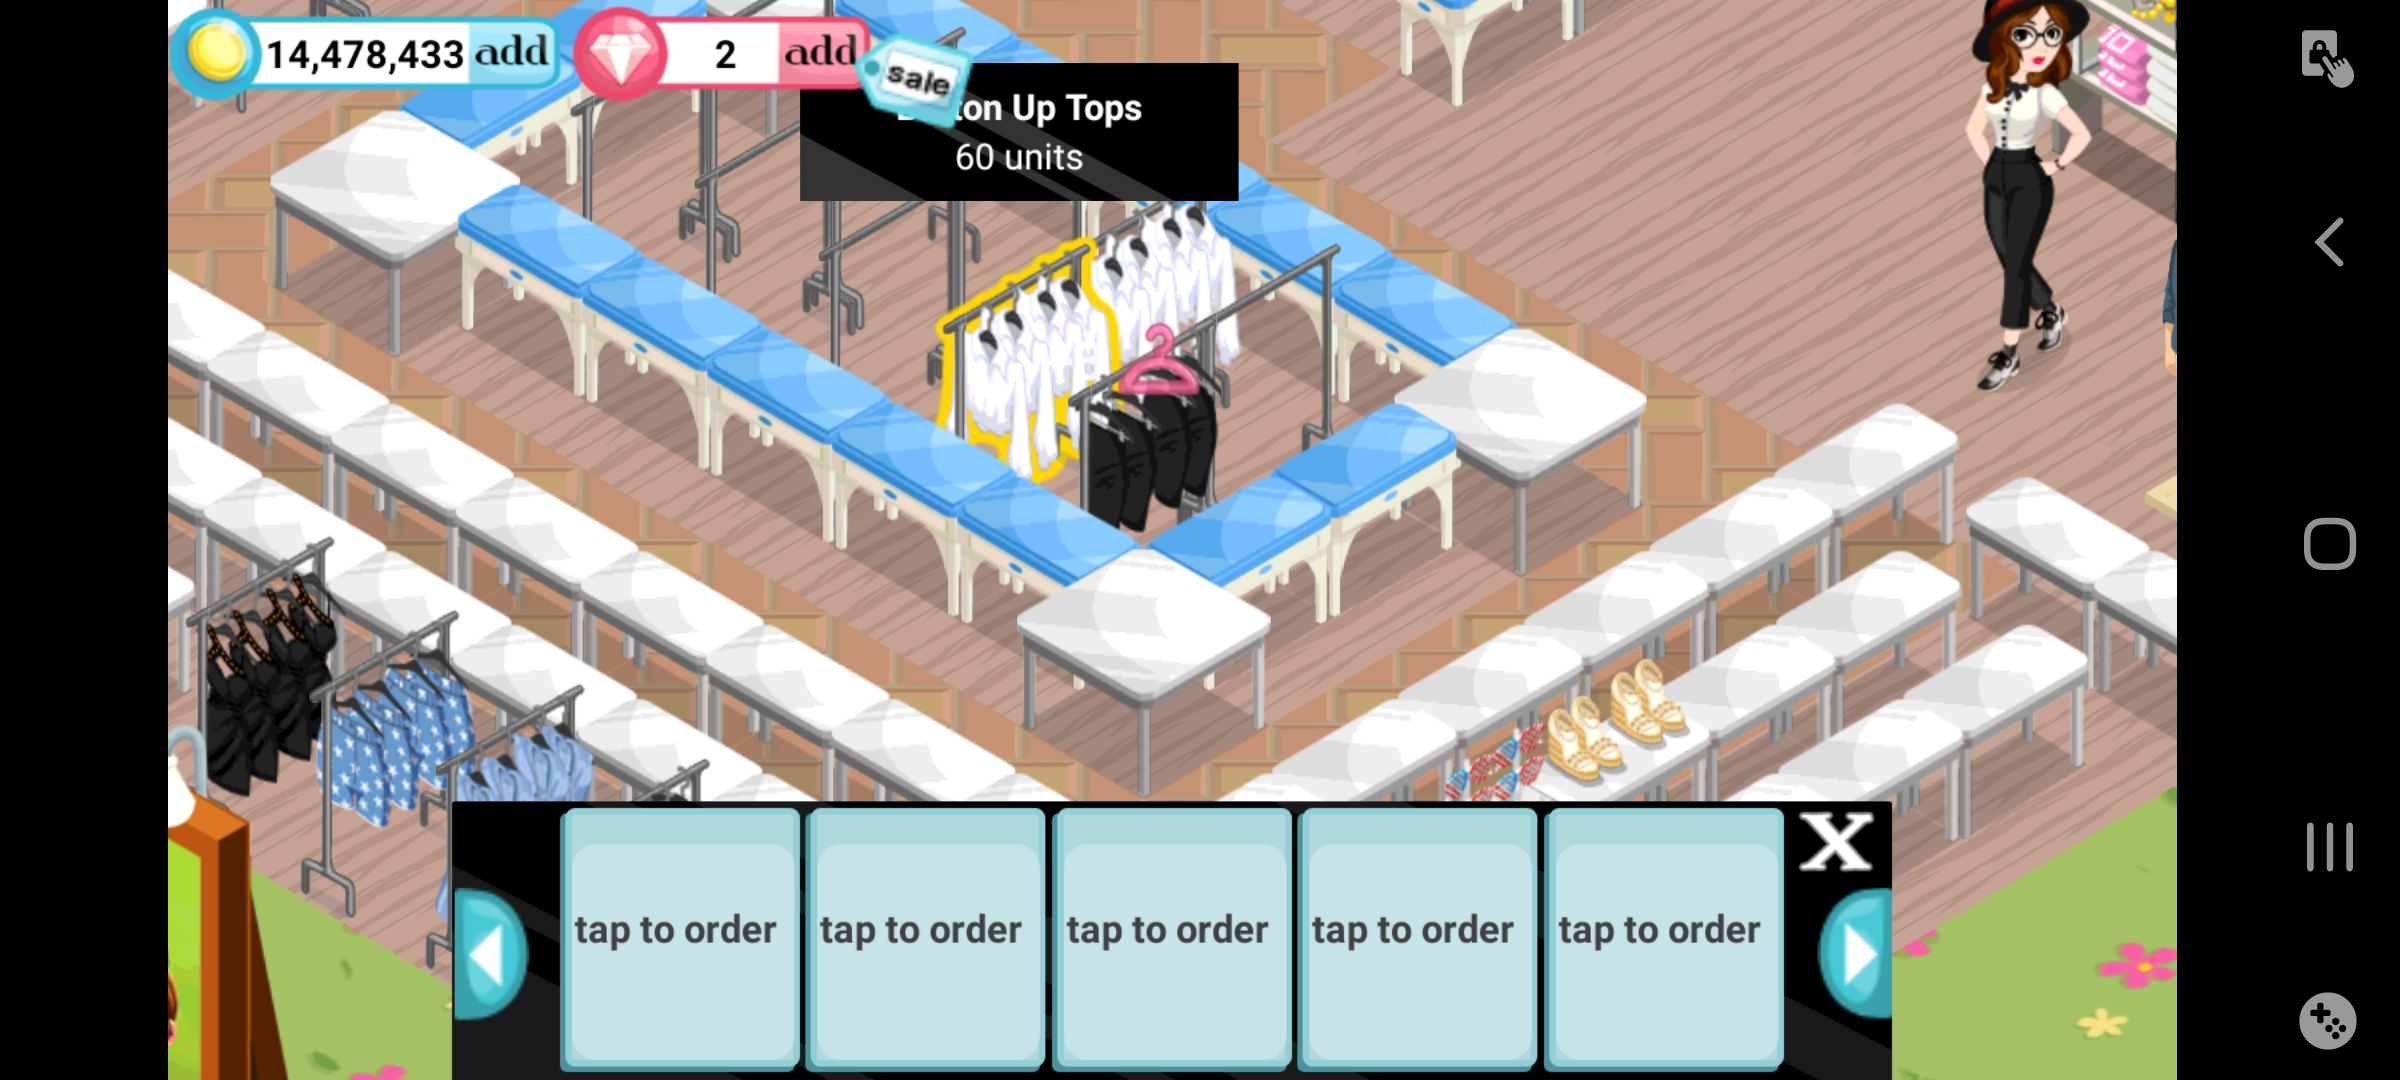 14,478,433 add
2 add
sale
ton Up Tops
60 units
tap to order
tap to order
tap to order
tap to order
tap to order
X